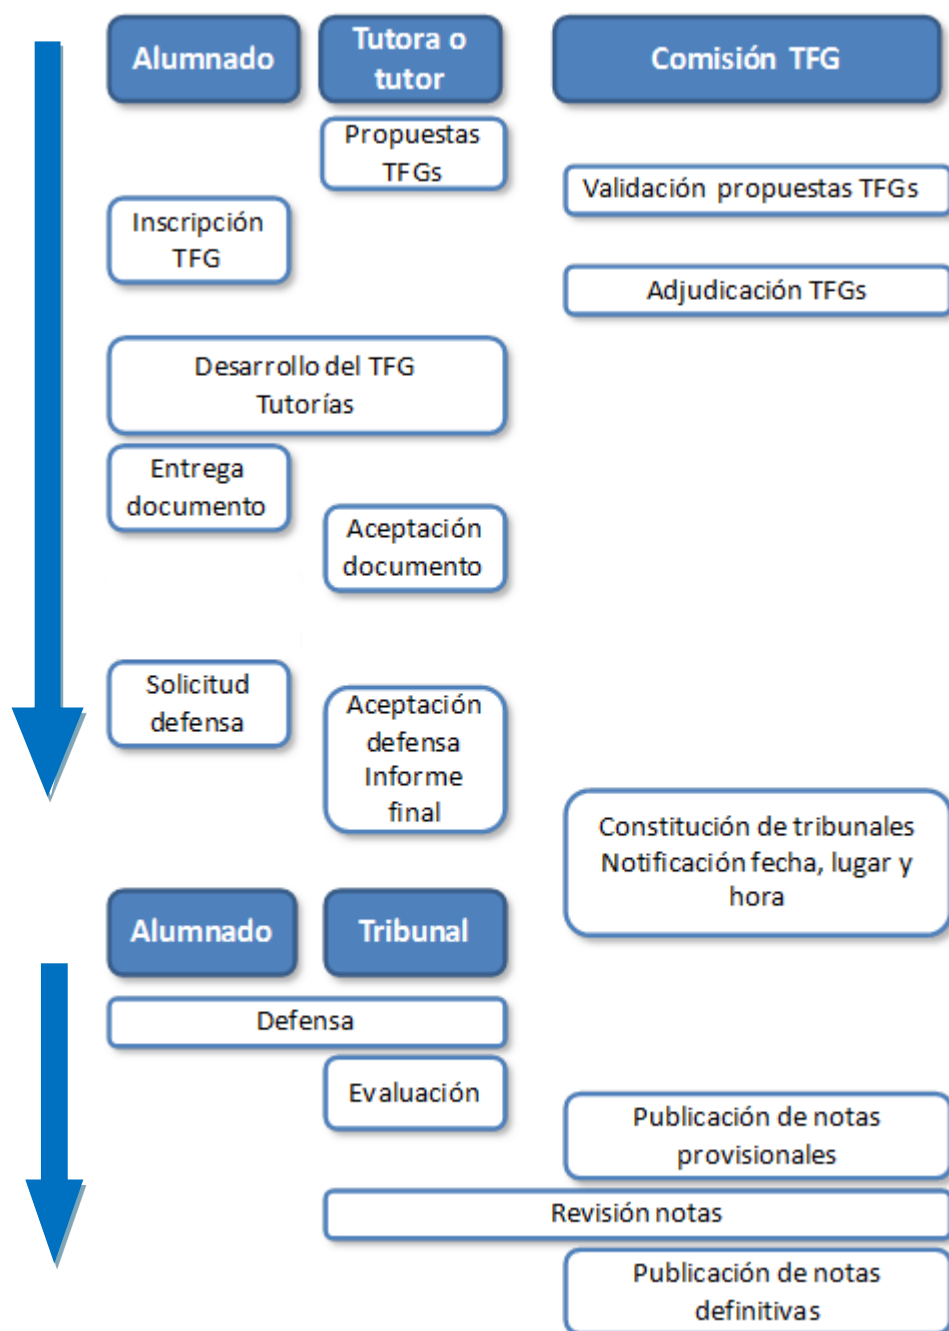 Alumnado
Tutora o
tutor
Comisión TFG
Propuestas
TFGs
Validación propuestas TFGs
Inscripción
TFG
Adjudicación TFGs
Desarrollo del TFG
Tutorías
Entrega
documento
Aceptación
documento
Solicitud
defensa
Aceptación
defensa
Informe
final
Constitución de tribunales
Notificación fecha, lugar y
hora
Alumnado
Tribunal
Defensa
Evaluación
Publicación de notas
provisionales
Revisión notas
Publicación de notas
definitivas